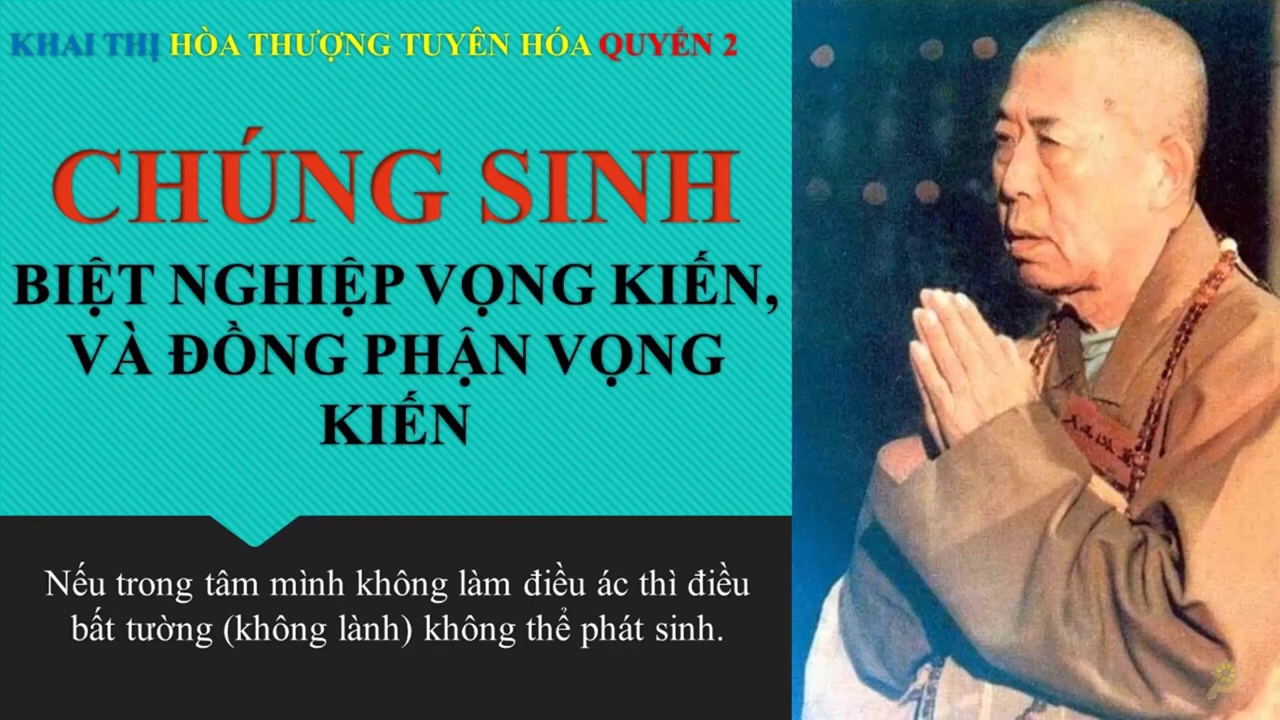 KHAI THỊ HÒA THƯỢNG TUYÊN HÓA QUYỂN 2
CHÚNG SINH
BIỆT NGHIỆP VỌNG KIẾN,
VÀ ĐỒNG PHẬN VỌNG
KIẾN
Nếu trong tâm mình không làm điều ác thì điều
bất tường (không lành) không thể phát sinh.